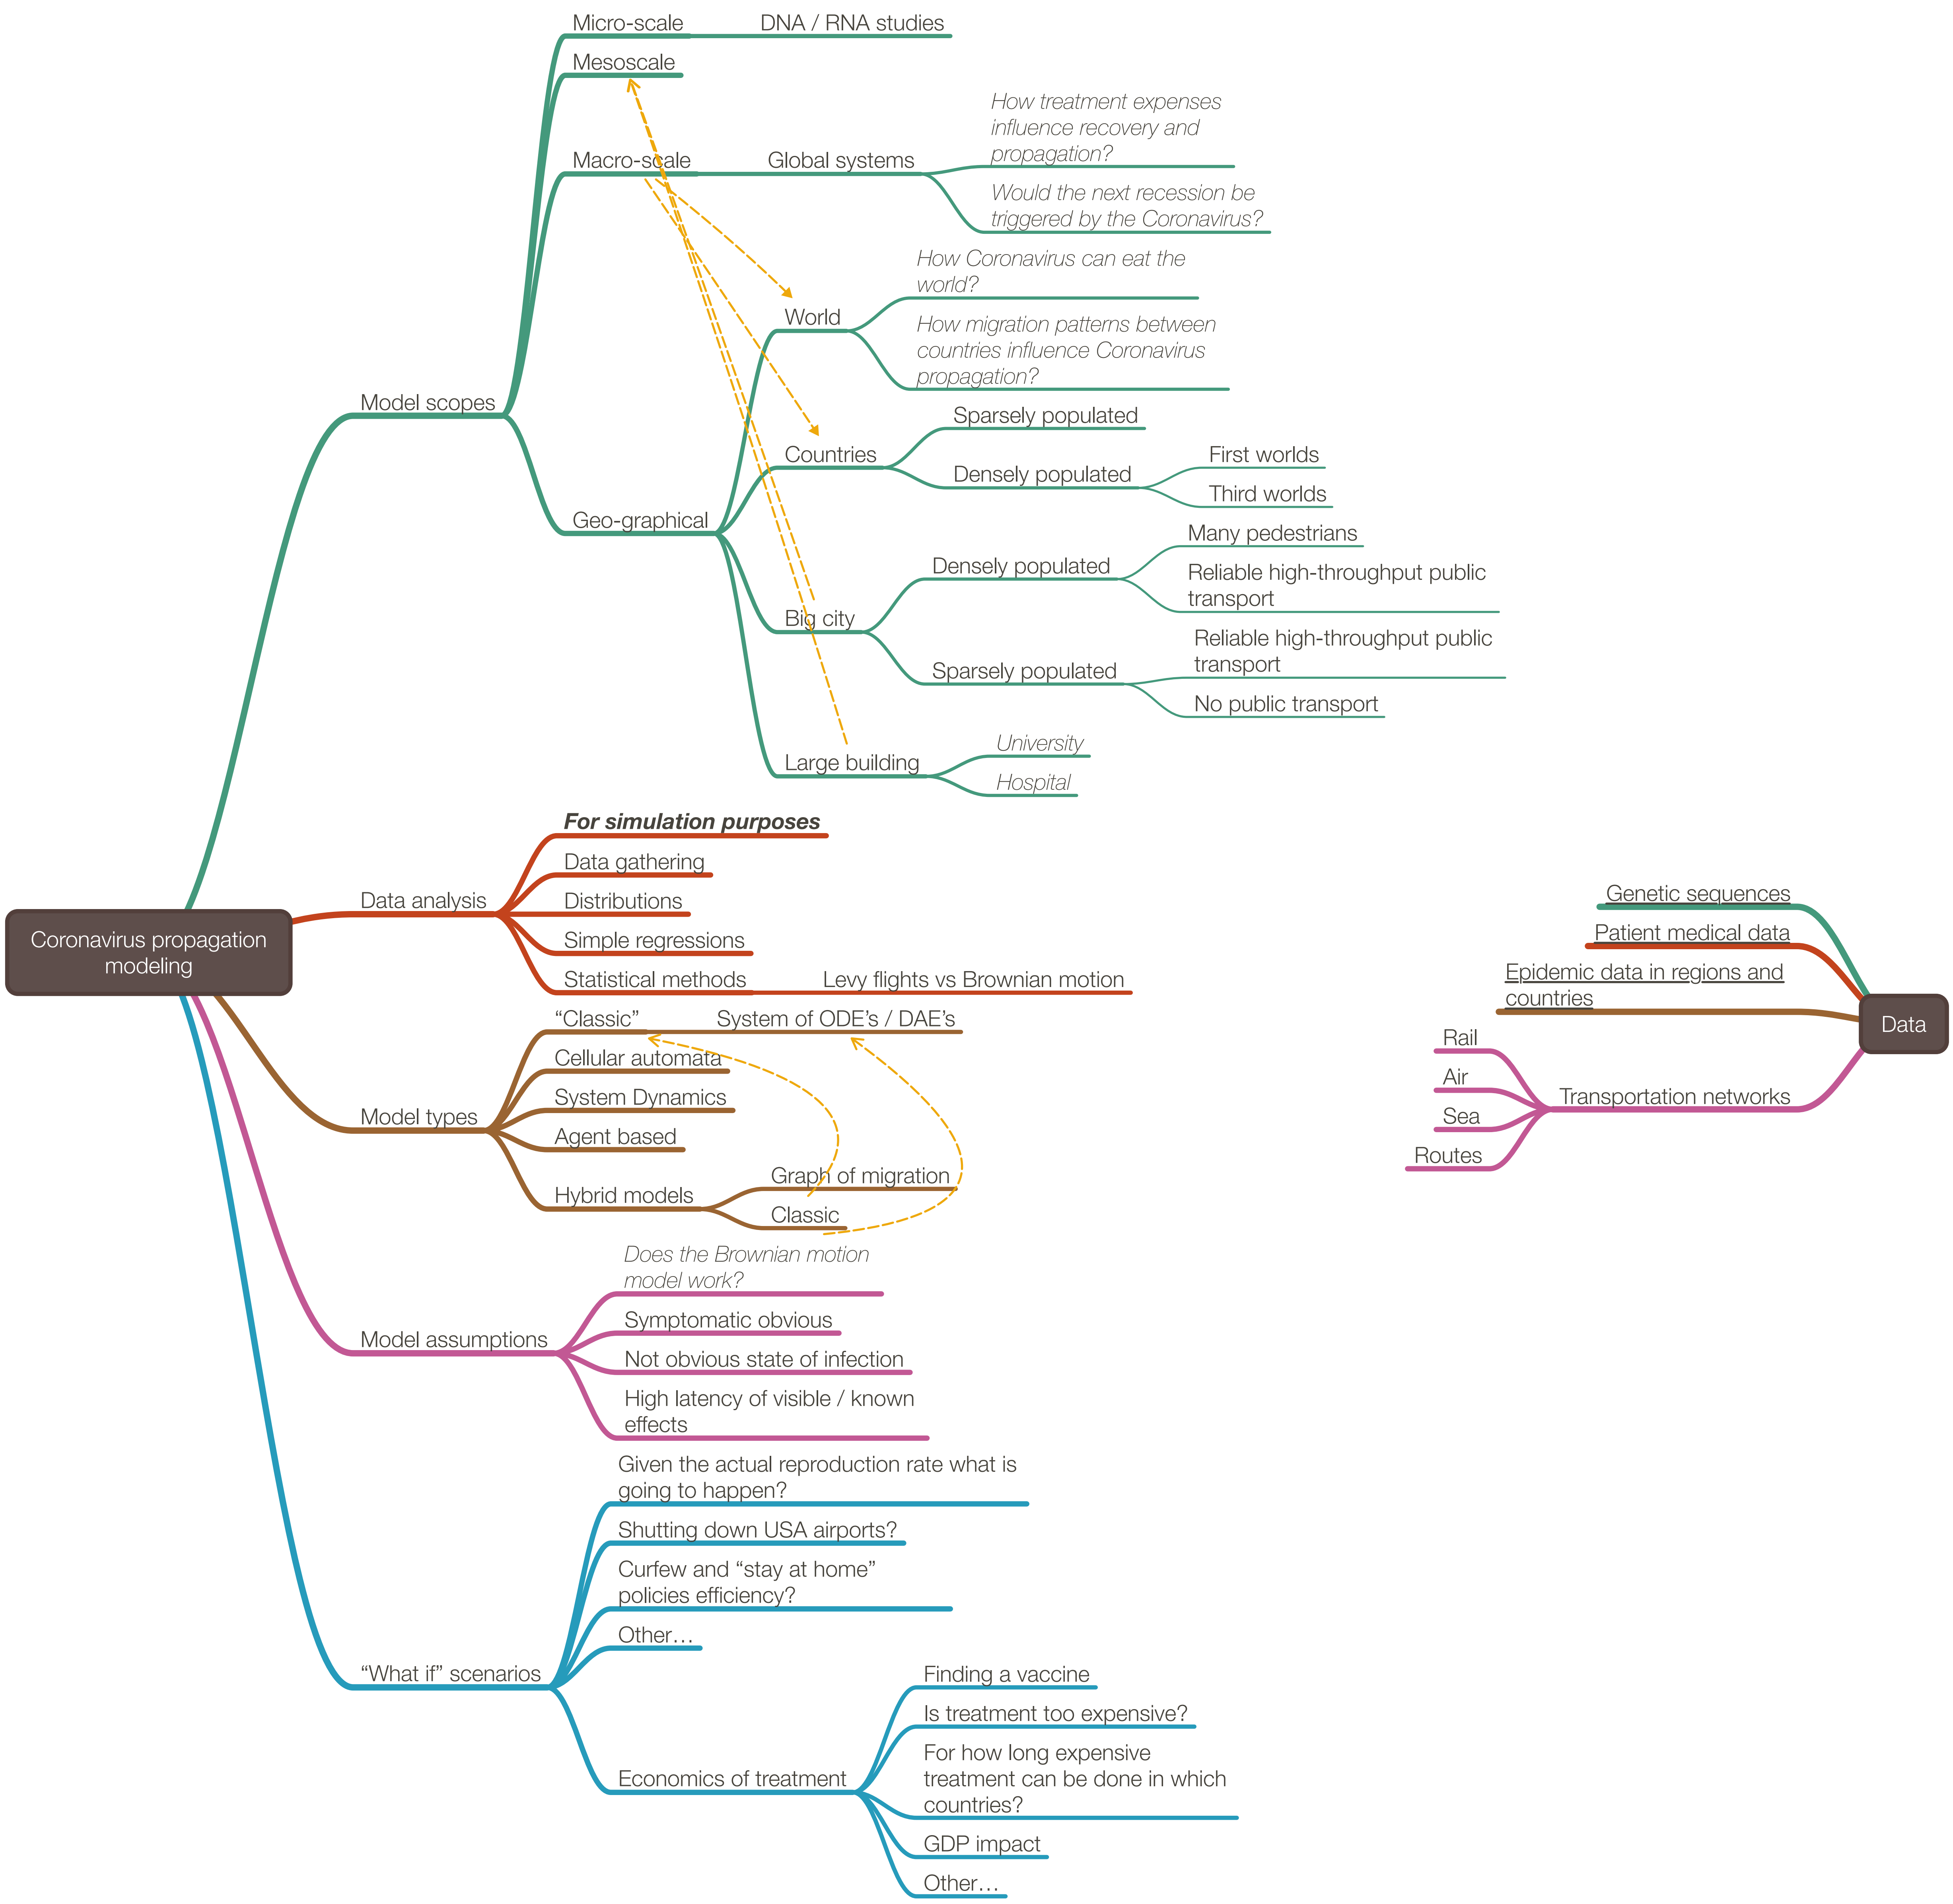 Micro-scale
DNA / RNA studies
Mesoscale
How treatment expenses
influence recovery and
propagation?
Macro-scale
Global systems
Would the next recession be
triggered by the Coronavirus?
How Coronavirus can eat the
world?
World
How migration patterns between
countries influence Coronavirus
propagation?
Model scopes
Sparsely populated
Countries
First worlds
Densely populated
Third worlds
Geo-graphical
Many pedestrians
Densely populated
Reliable high-throughput public
transport
Big city
Reliable high-throughput public
transport
Sparsely populated
No public transport
University
Large building
Hospital
For simulation purposes
Data gathering
Data analysis
Distributions
Simple regressions
Statistical methods
Levy flights vs Brownian motion
Coronavirus propagation
modeling
“Classic”
System of ODE’s / DAE’s
Cellular automata
System Dynamics
Model types
Agent based
Graph of migration
Hybrid models
Classic
Does the Brownian motion
model work?
Symptomatic obvious
Model assumptions
Not obvious state of infection
High latency of visible / known
effects
Given the actual reproduction rate what is
going to happen?
Shutting down USA airports?
Curfew and “stay at home”
policies efficiency?
Other…
“What if” scenarios
Finding a vaccine
Is treatment too expensive?
For how long expensive
treatment can be done in which
countries?
Economics of treatment
GDP impact
Other…
Genetic sequences
Patient medical data
Epidemic data in regions and
countries
Data
Rail
Air
Transportation networks
Sea
Routes